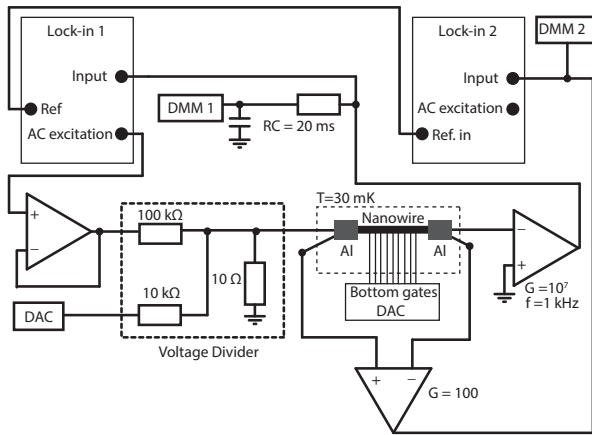 Lock-in 1
Input
Ref
AC excitation
DMM 1
RC = 20 ms
Lock-in 2
DMM 2
Input
AC excitation
Ref. in
+
−
100 kΩ
10 kΩ
10 Ω
DAC
Voltage Divider
T=30 mK
Nanowire
Al
Al
Bottom gates
DAC
−
+
G =10⁷
f =1 kHz
+
−
G = 100